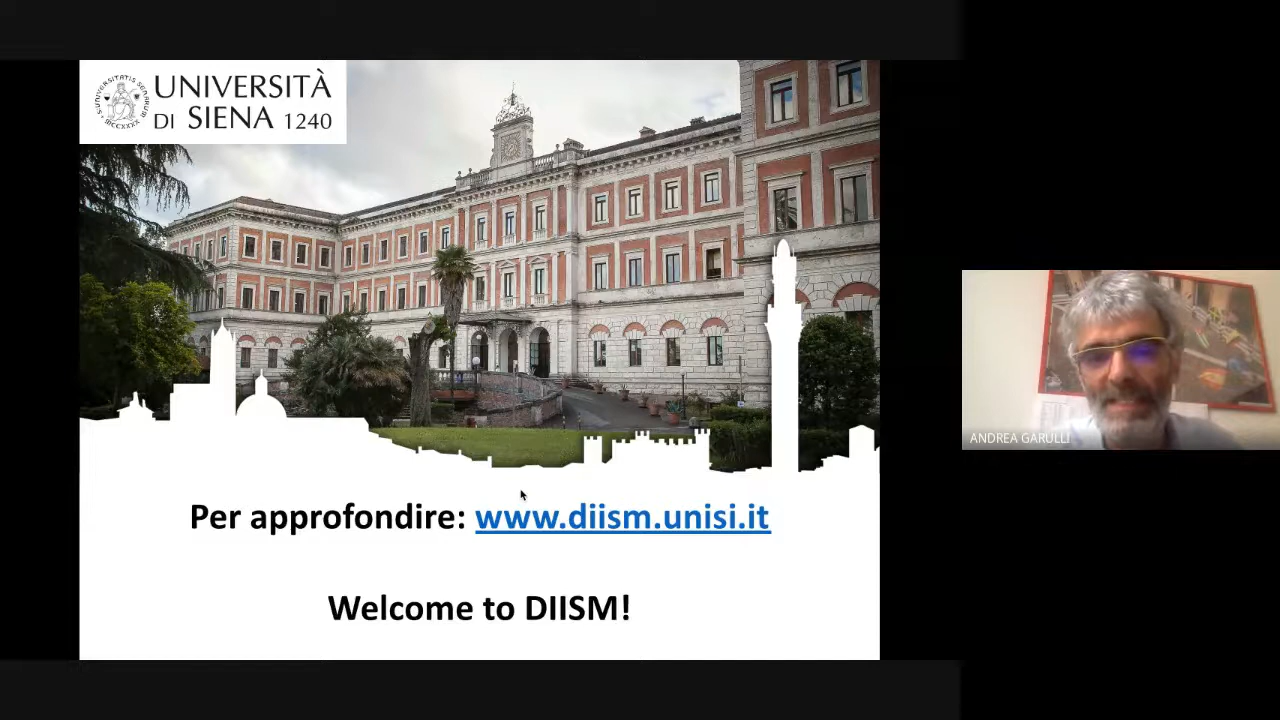 UNIVERSITÀ
DI SIENA 1240
Per approfondire: www.diism.unisi.it
Welcome to DIISM!
ANDREA GARULLI